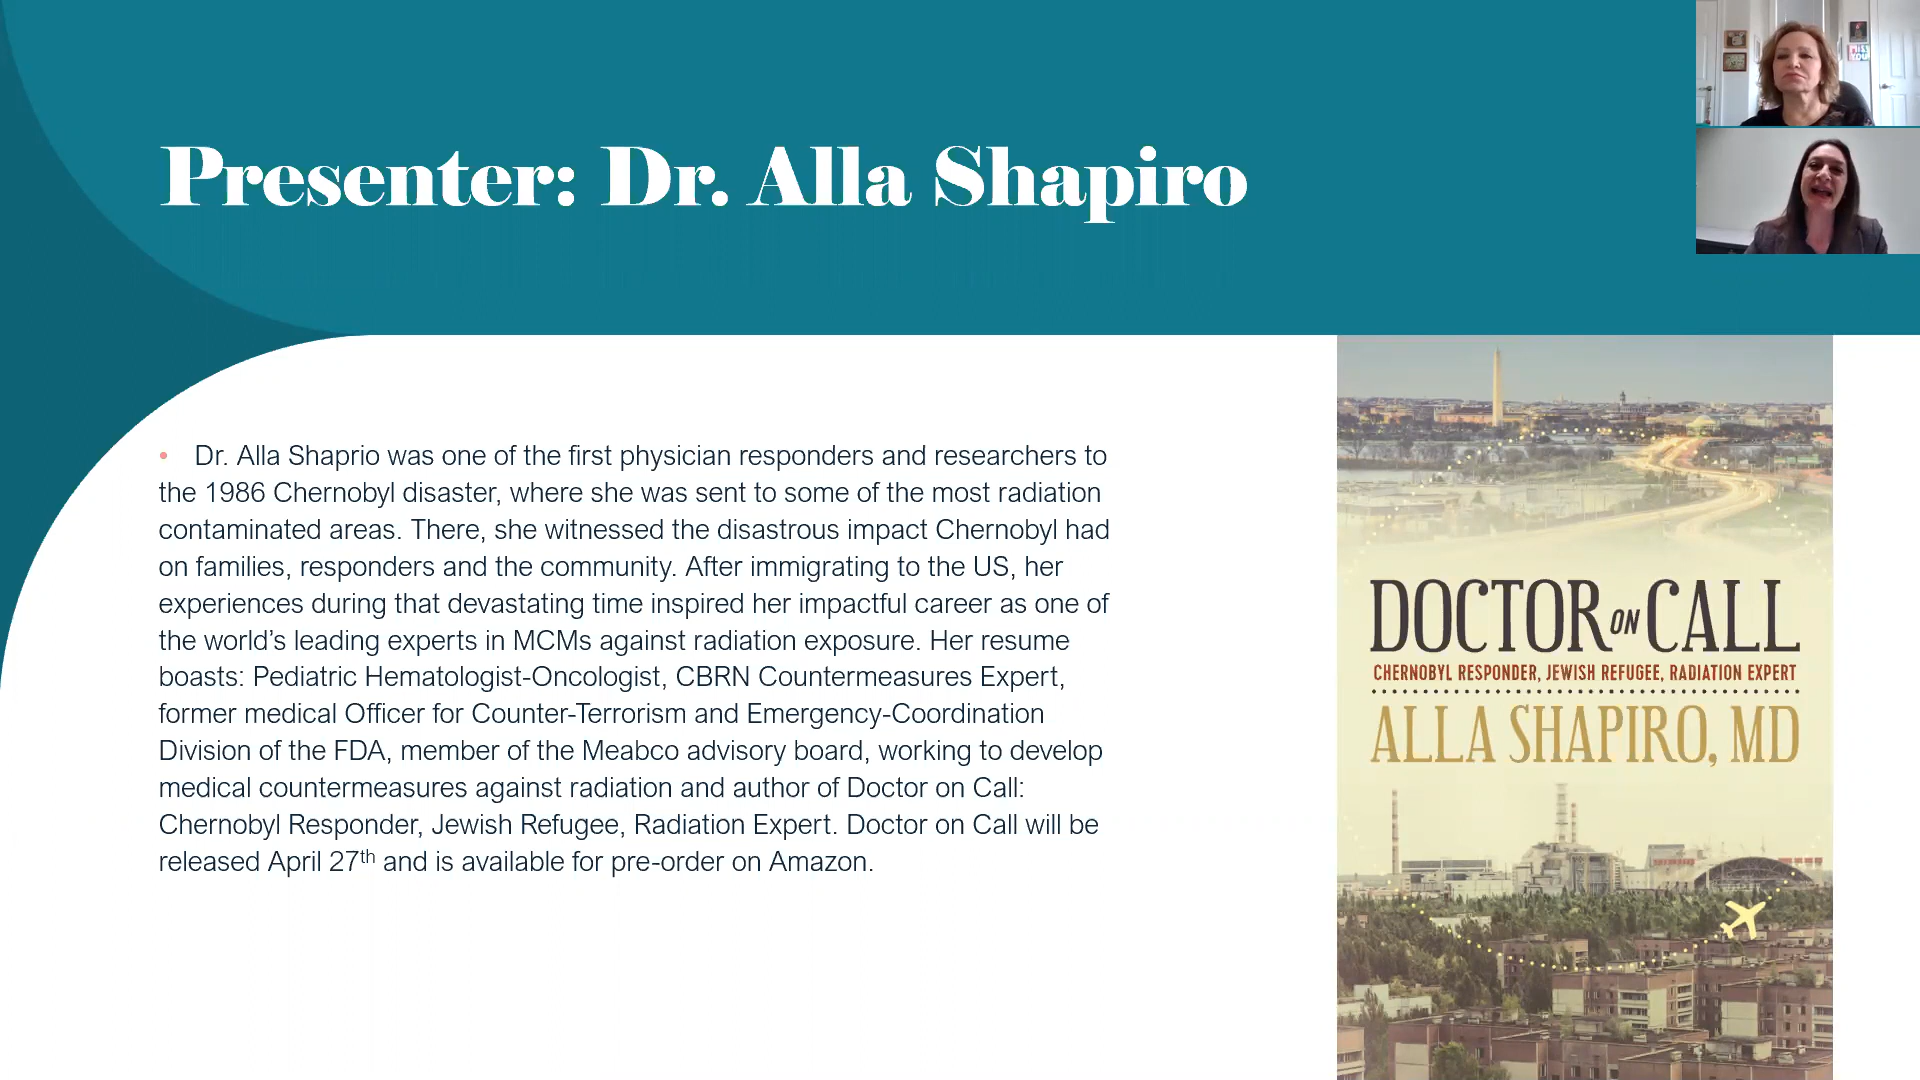 Presenter: Dr. Alla Shapiro
• Dr. Alla Shaprio was one of the first physician responders and researchers to
the 1986 Chernobyl disaster, where she was sent to some of the most radiation
contaminated areas. There, she witnessed the disastrous impact Chernobyl had
on families, responders and the community. After immigrating to the US, her
experiences during that devastating time inspired her impactful career as one of
the world’s leading experts in MCMs against radiation exposure. Her resume
boasts: Pediatric Hematologist-Oncologist, CBRN Countermeasures Expert,
former medical Officer for Counter-Terrorism and Emergency-Coordination
Division of the FDA, member of the Meabco advisory board, working to develop
medical countermeasures against radiation and author of Doctor on Call:
Chernobyl Responder, Jewish Refugee, Radiation Expert. Doctor on Call will be
released April 27th and is available for pre-order on Amazon.
DOCTOR ON CALL
CHERNOBYL RESPONDER, JEWISH REFUGEE, RADIATION EXPERT
ALLA SHAPIRO, MD